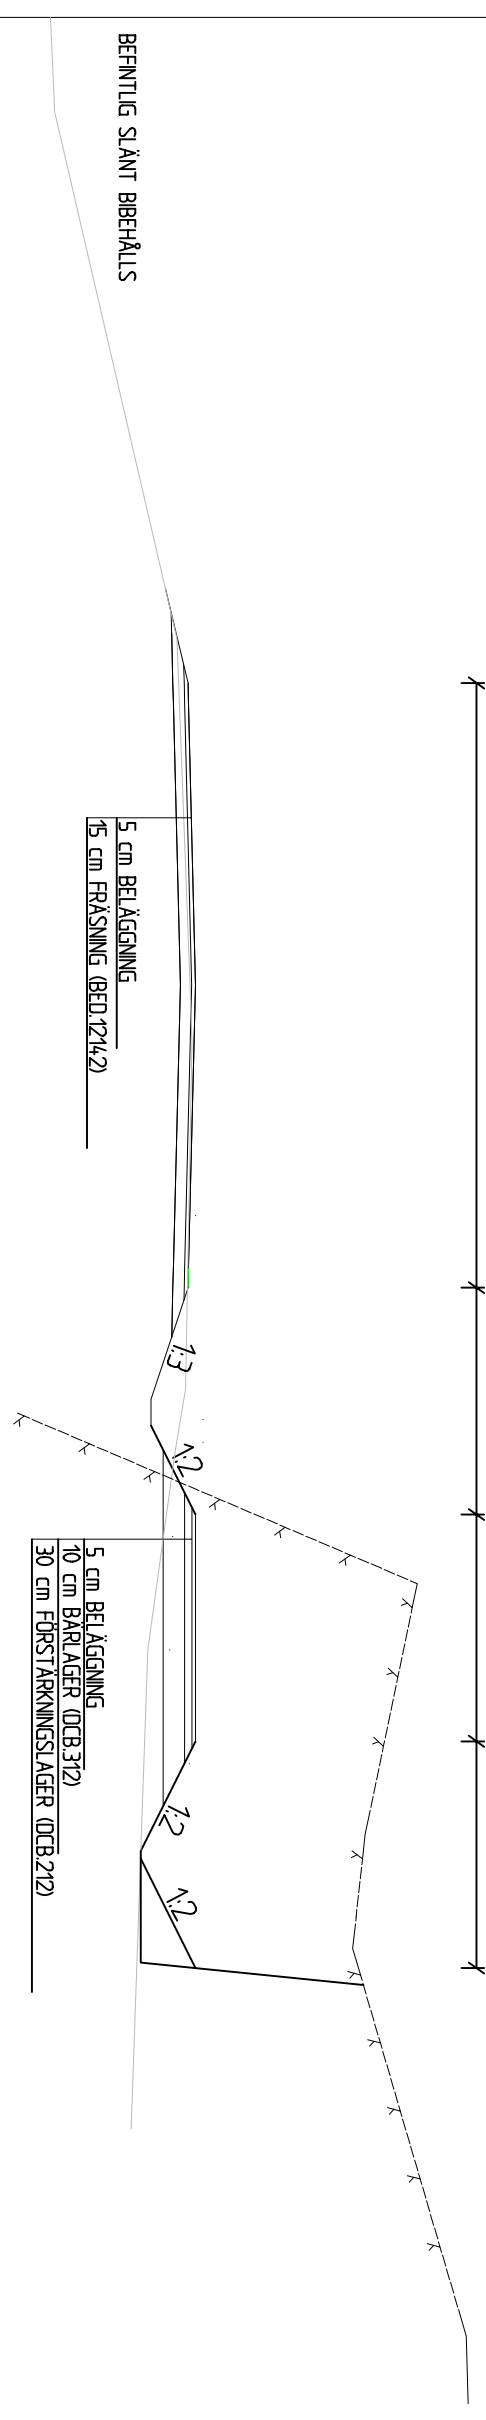 BEFINTLIG SLÄNT BIBEHÅLLS
5 cm BELÄGGNING
15 cm FRÄSNING (BED.12142)
1:3
1:2
5 cm BELÄGGNING
10 cm BÄRLAGER (DCB.312)
30 cm FÖRSTÄRKNINGSLAGER (DCB.212)
1:2
1:2